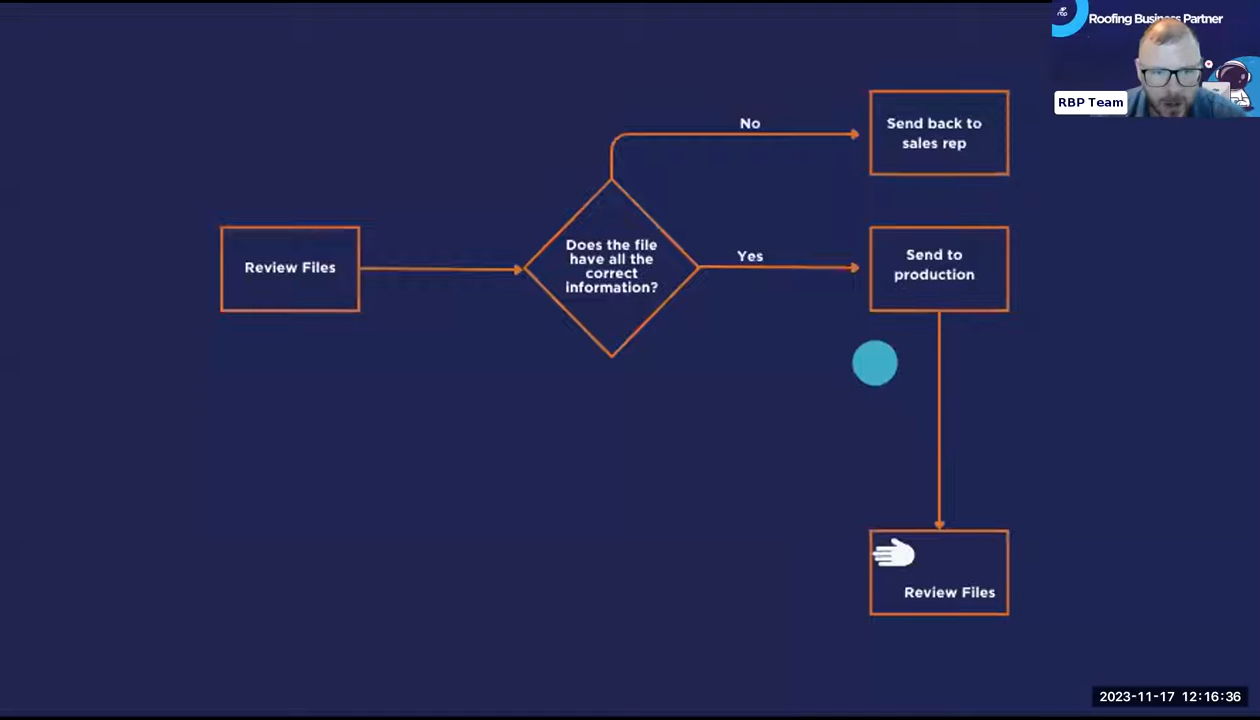 rbp
Roofing Business Partner
RBP Team
No
Send back to
sales rep
Review Files
Does the file
have all the
correct
information?
Yes
Send to
production
Review Files
2023-11-17 12:16:36